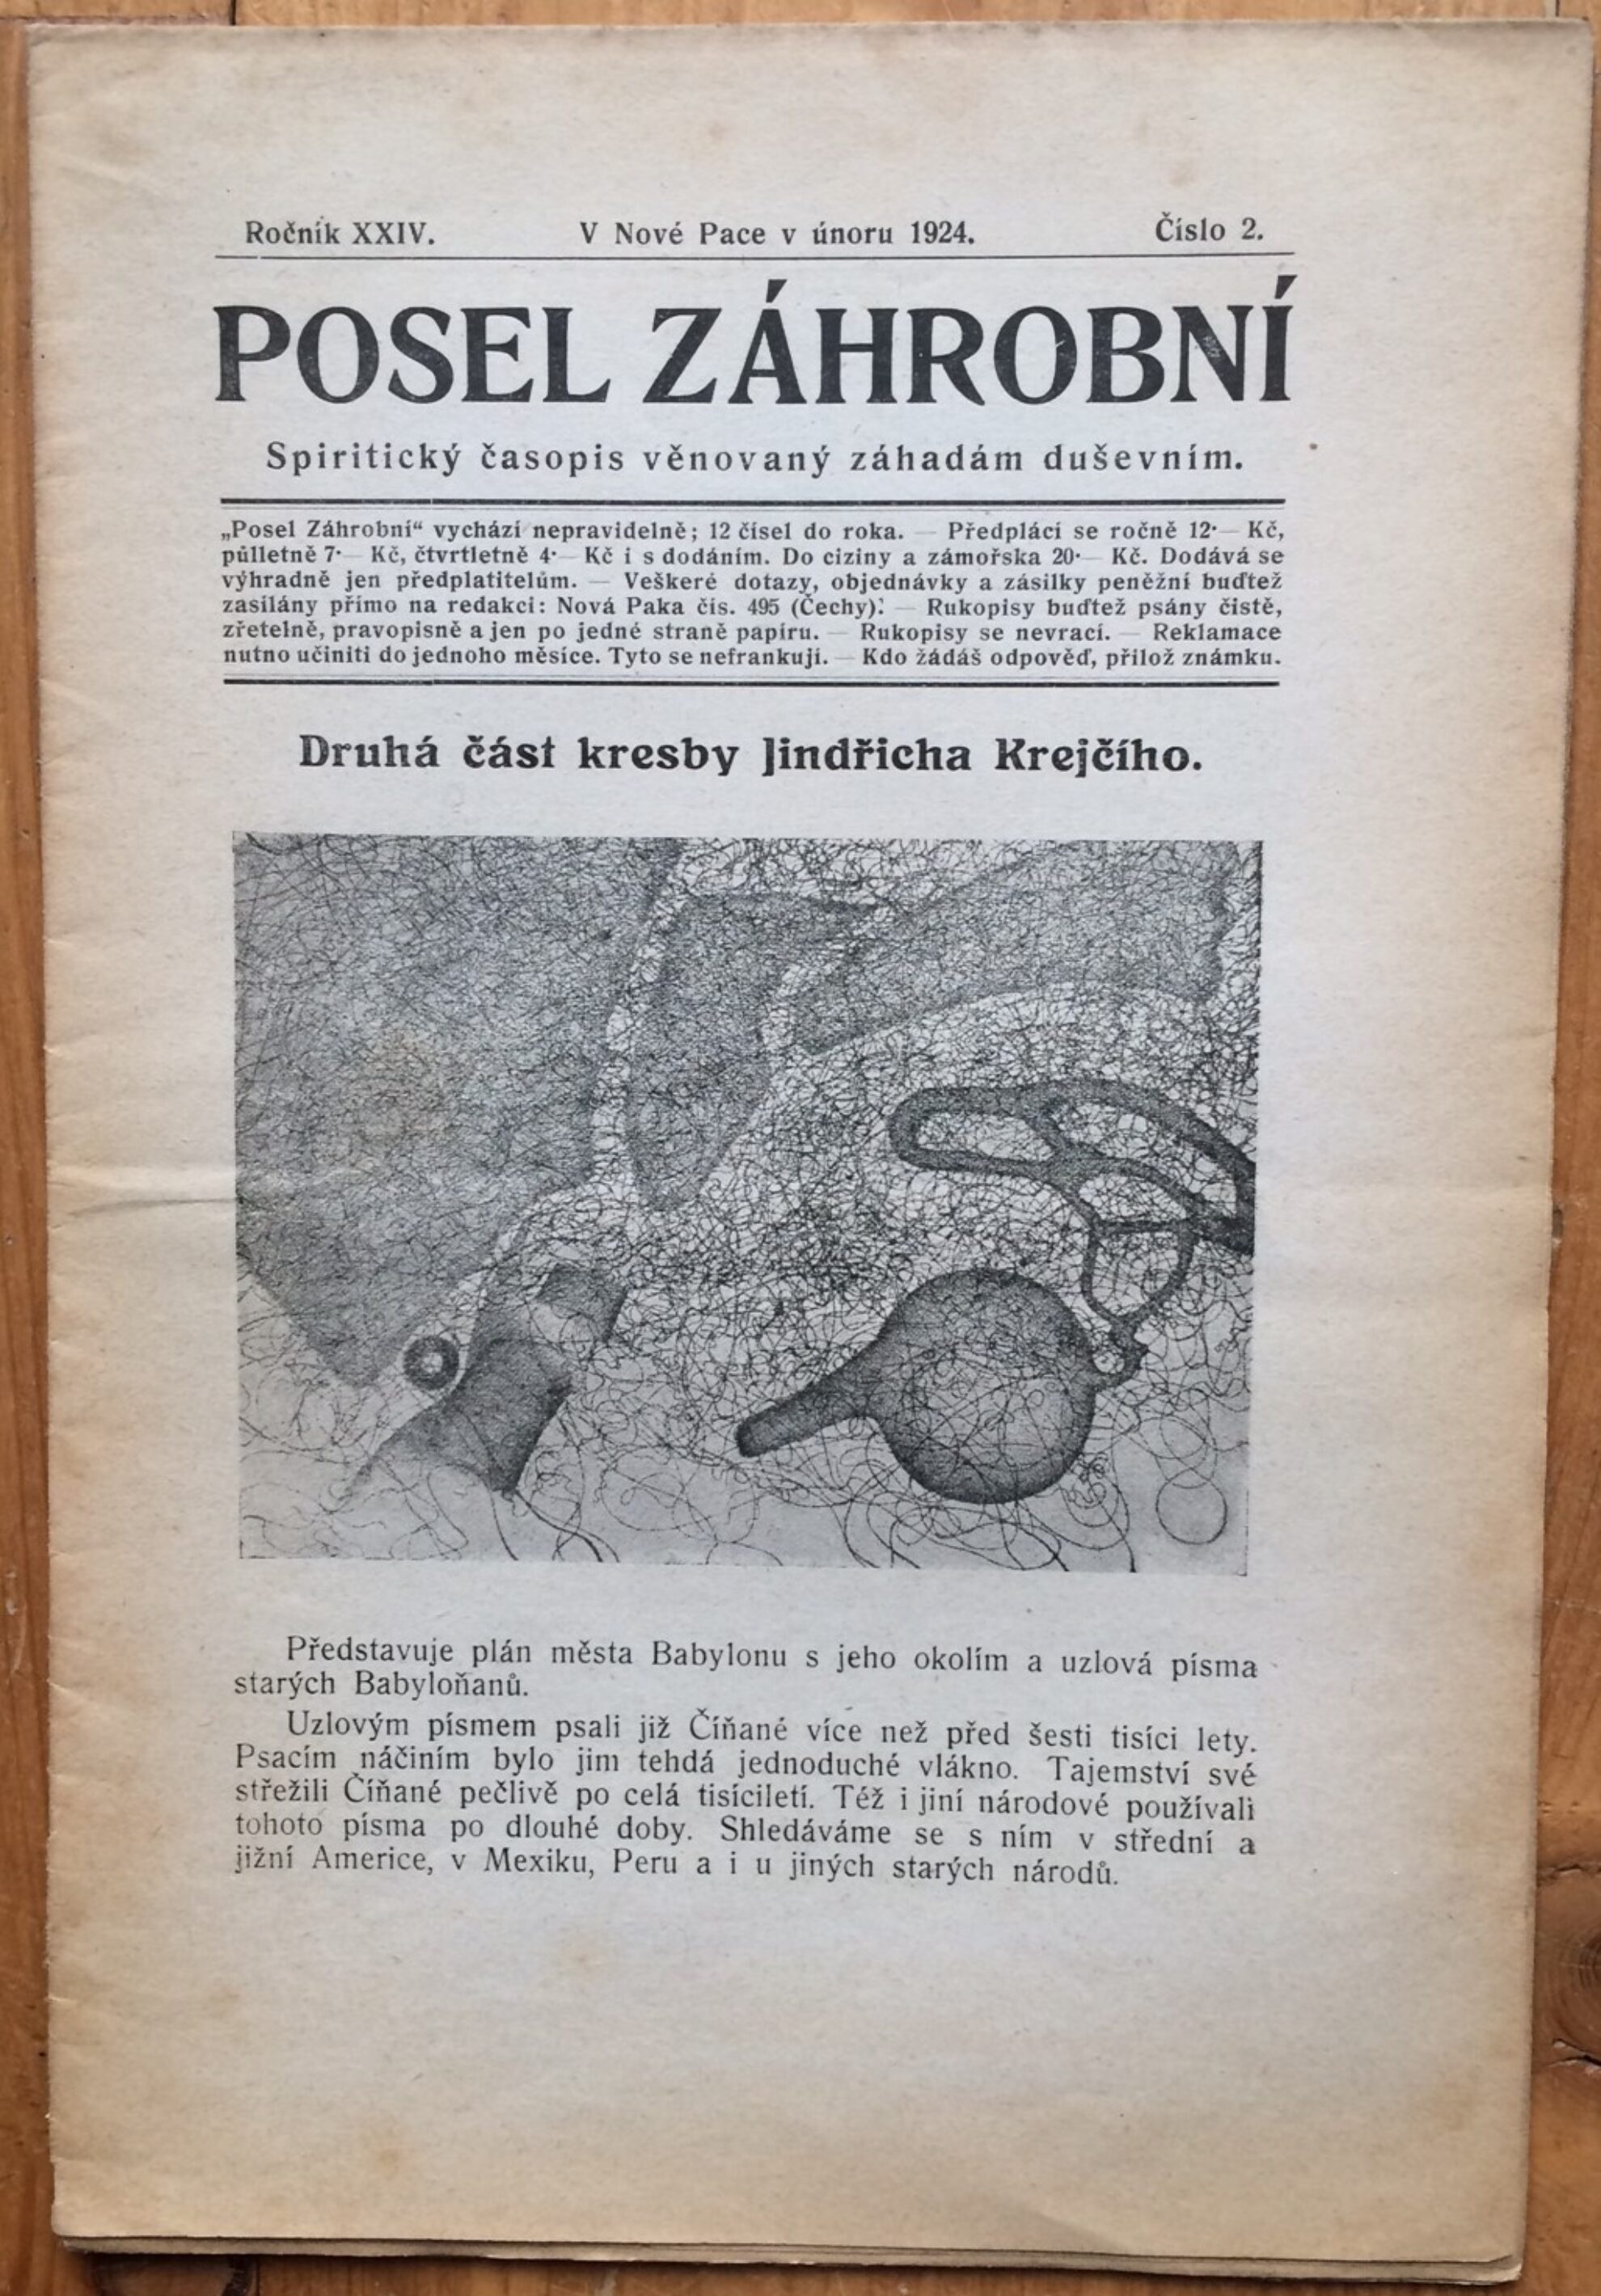 Ročník XXIV. V Nové Pace v únoru 1924. Číslo 2.
POSEL ZÁHROBNÍ
Spiritický časopis věnovaný záhadám duševním.
„Posel Záhrobní“ vychází nepravidelně; 12 čísel do roka. — Předplácí se ročně 12·— Kč,
půlletně 7·— Kč, čtvrtletně 4·— Kč i s dodáním. Do ciziny a zámořska 20·— Kč. Dodává se
výhradně jen předplatitelům. — Veškeré dotazy, objednávky a zásilky peněžní buďtež
zasílány přímo na redakci: Nová Paka čís. 495 (Čechy). — Rukopisy buďtež psány čistě,
zřetelně, pravopisně a jen po jedné straně papíru. — Rukopisy se nevrací. — Reklamace
nutno učiniti do jednoho měsíce. Tyto se nefrankují. — Kdo žádáš odpověď, přilož známku.
Druhá část kresby Jindřicha Krejčího.
Představuje plán města Babylonu s jeho okolím a uzlová písma
starých Babyloňanů.
Uzlovým písmem psali již Číňané více než před šesti tisíci lety.
Psacím náčiním bylo jim tehdá jednoduché vlákno. Tajemství své
střežili Číňané pečlivě po celá tisíciletí. Též i jiní národové používali
tohoto písma po dlouhé doby. Shledáváme se s ním v střední a
jižní Americe, v Mexiku, Peru a i u jiných starých národů.